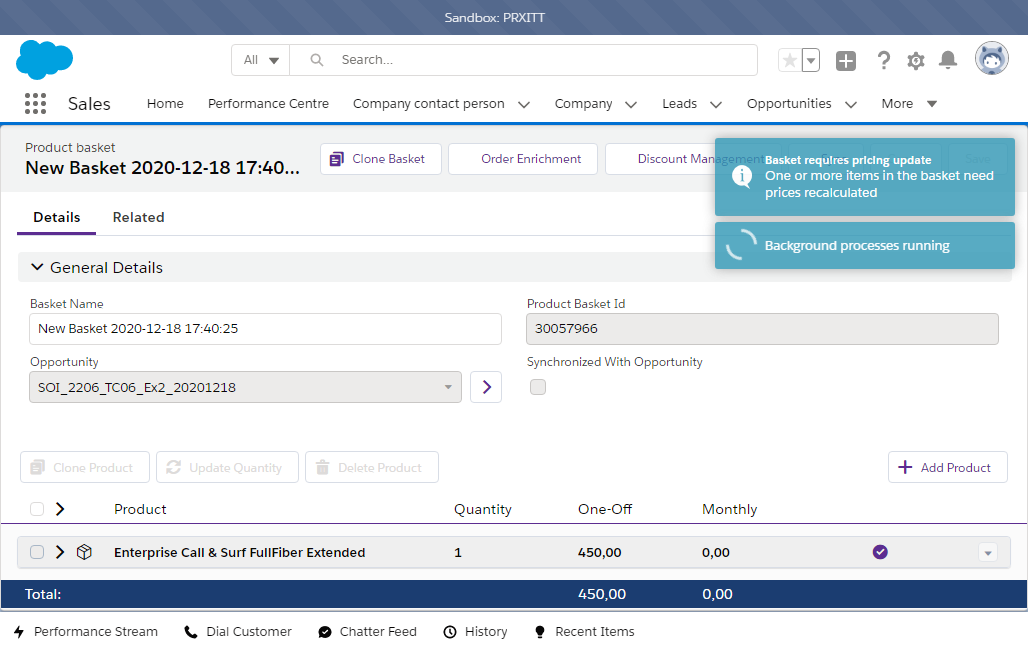 Sandbox: PRXITT
All
Search...
Sales Home Performance Centre Company contact person Company Leads Opportunities More
Product basket
New Basket 2020-12-18 17:40...
Clone Basket Order Enrichment Discount Management
Basket requires pricing update
One or more items in the basket need
prices recalculated
Background processes running
Details Related
General Details
Basket Name Product Basket Id
New Basket 2020-12-18 17:40:25 30057966
Opportunity Synchronized With Opportunity
SOI_2206_TC06_Ex2_20201218
Clone Product Update Quantity Delete Product Add Product
Product Quantity One-Off Monthly
Enterprise Call & Surf FullFiber Extended 1 450,00 0,00
Total: 450,00 0,00
Performance Stream Dial Customer Chatter Feed History Recent Items